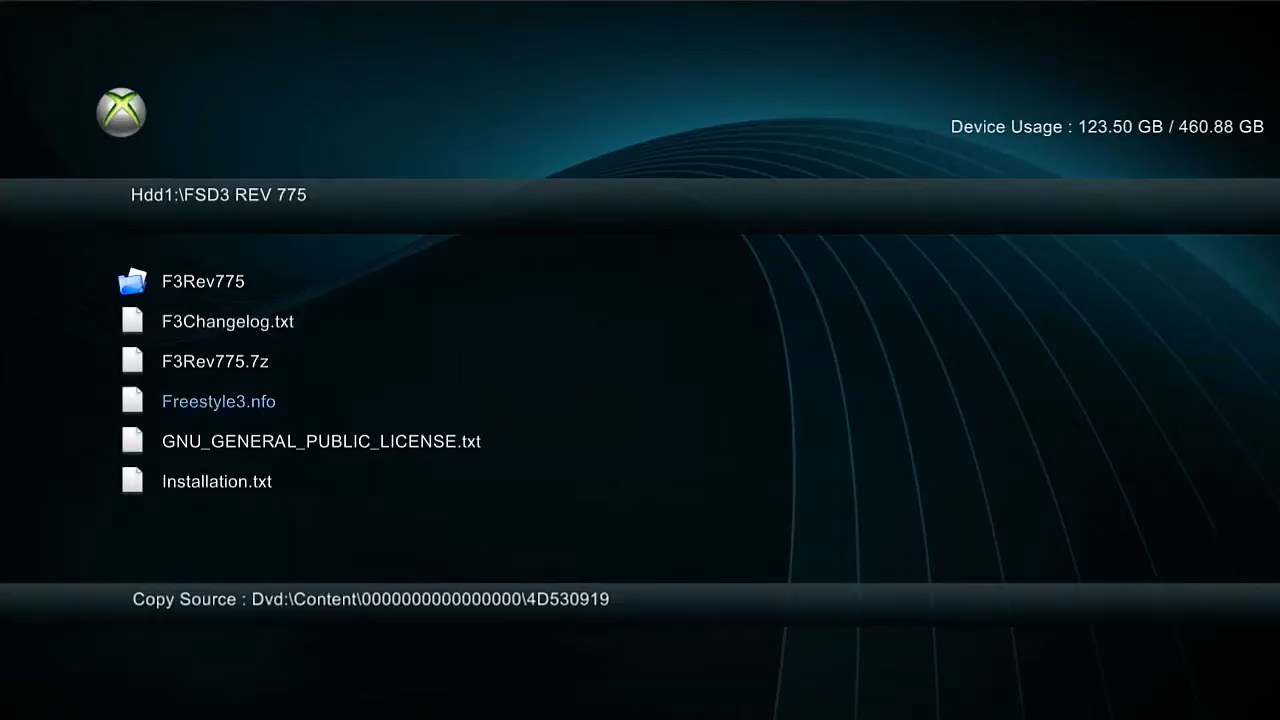 Device Usage : 123.50 GB / 460.88 GB
Hdd1:\FSD3 REV 775
F3Rev775
F3Changelog.txt
F3Rev775.7z
Freestyle3.nfo
GNU_GENERAL_PUBLIC_LICENSE.txt
Installation.txt
Copy Source : Dvd:\Content\0000000000000000\4D530919